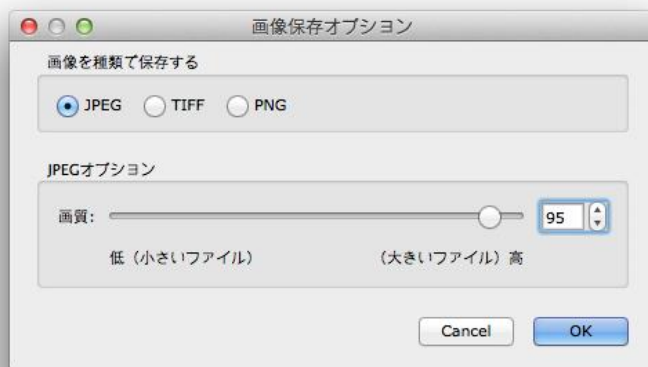 画像保存オプション
画像を種類で保存する
JPEG TIFF PNG
JPEGオプション
画質: 95
低（小さいファイル） （大きいファイル）高
Cancel OK